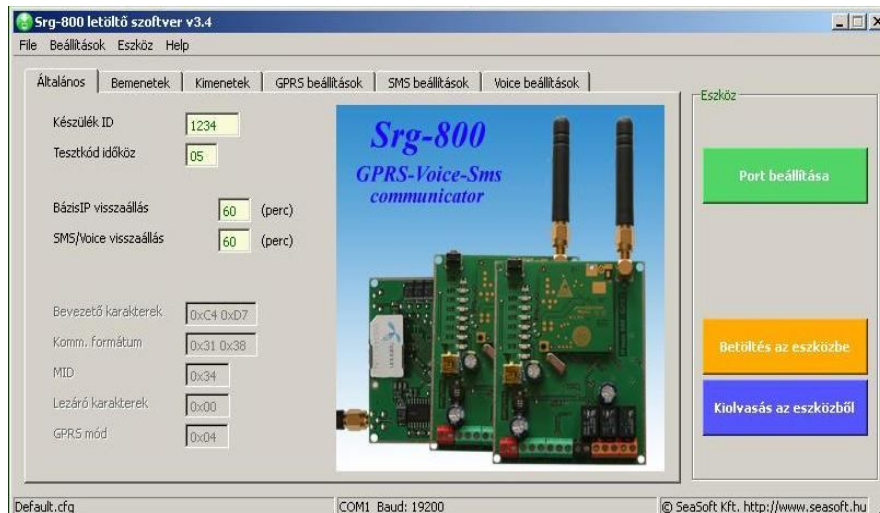 Srg-800 letöltő szoftver v3.4
File Beállítások Eszköz Help
Általános Bemenetek Kimenetek GPRS beállítások SMS beállítások Voice beállítások
Készülék ID 1234
Tesztkód időköz 05
BázisIP visszaállás 60 (perc)
SMS/Voice visszaállás 60 (perc)
Bevezető karakterek 0xC4 0xD7
Komm. formátum 0x31 0x38
MID 0x34
Lezáró karakterek 0x00
GPRS mód 0x04
Srg-800
GPRS-Voice-Sms
communicator
Eszköz
Port beállítása
Betöltés az eszközbe
Kiolvasás az eszközből
Default.cfg COM1 Baud: 19200 © SeaSoft Kft. http://www.seasoft.hu